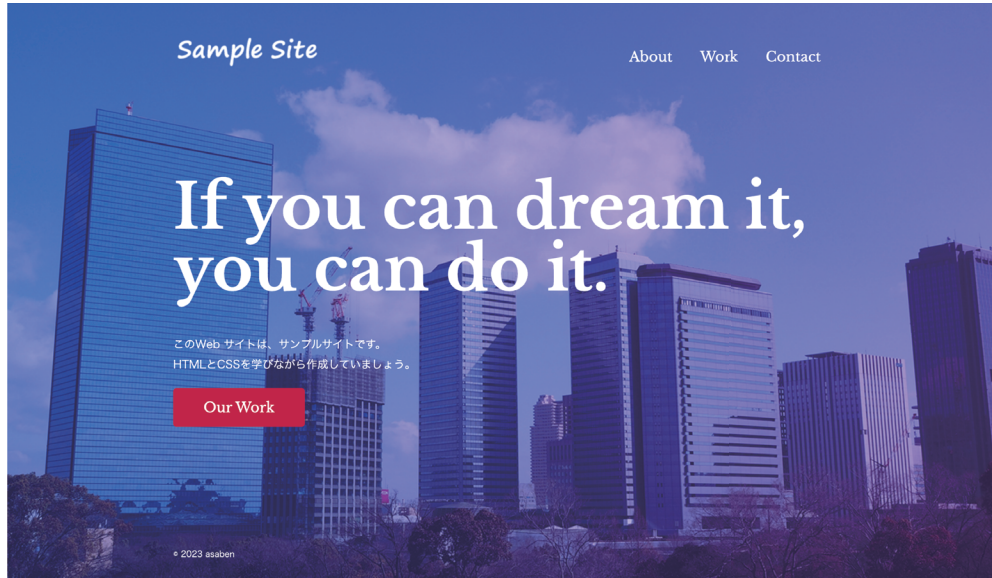 Sample Site
About Work Contact
If you can dream it,
you can do it.
このWeb サイトは、サンプルサイトです。
HTMLとCSSを学びながら作成していましょう。
Our Work
© 2023 asaben